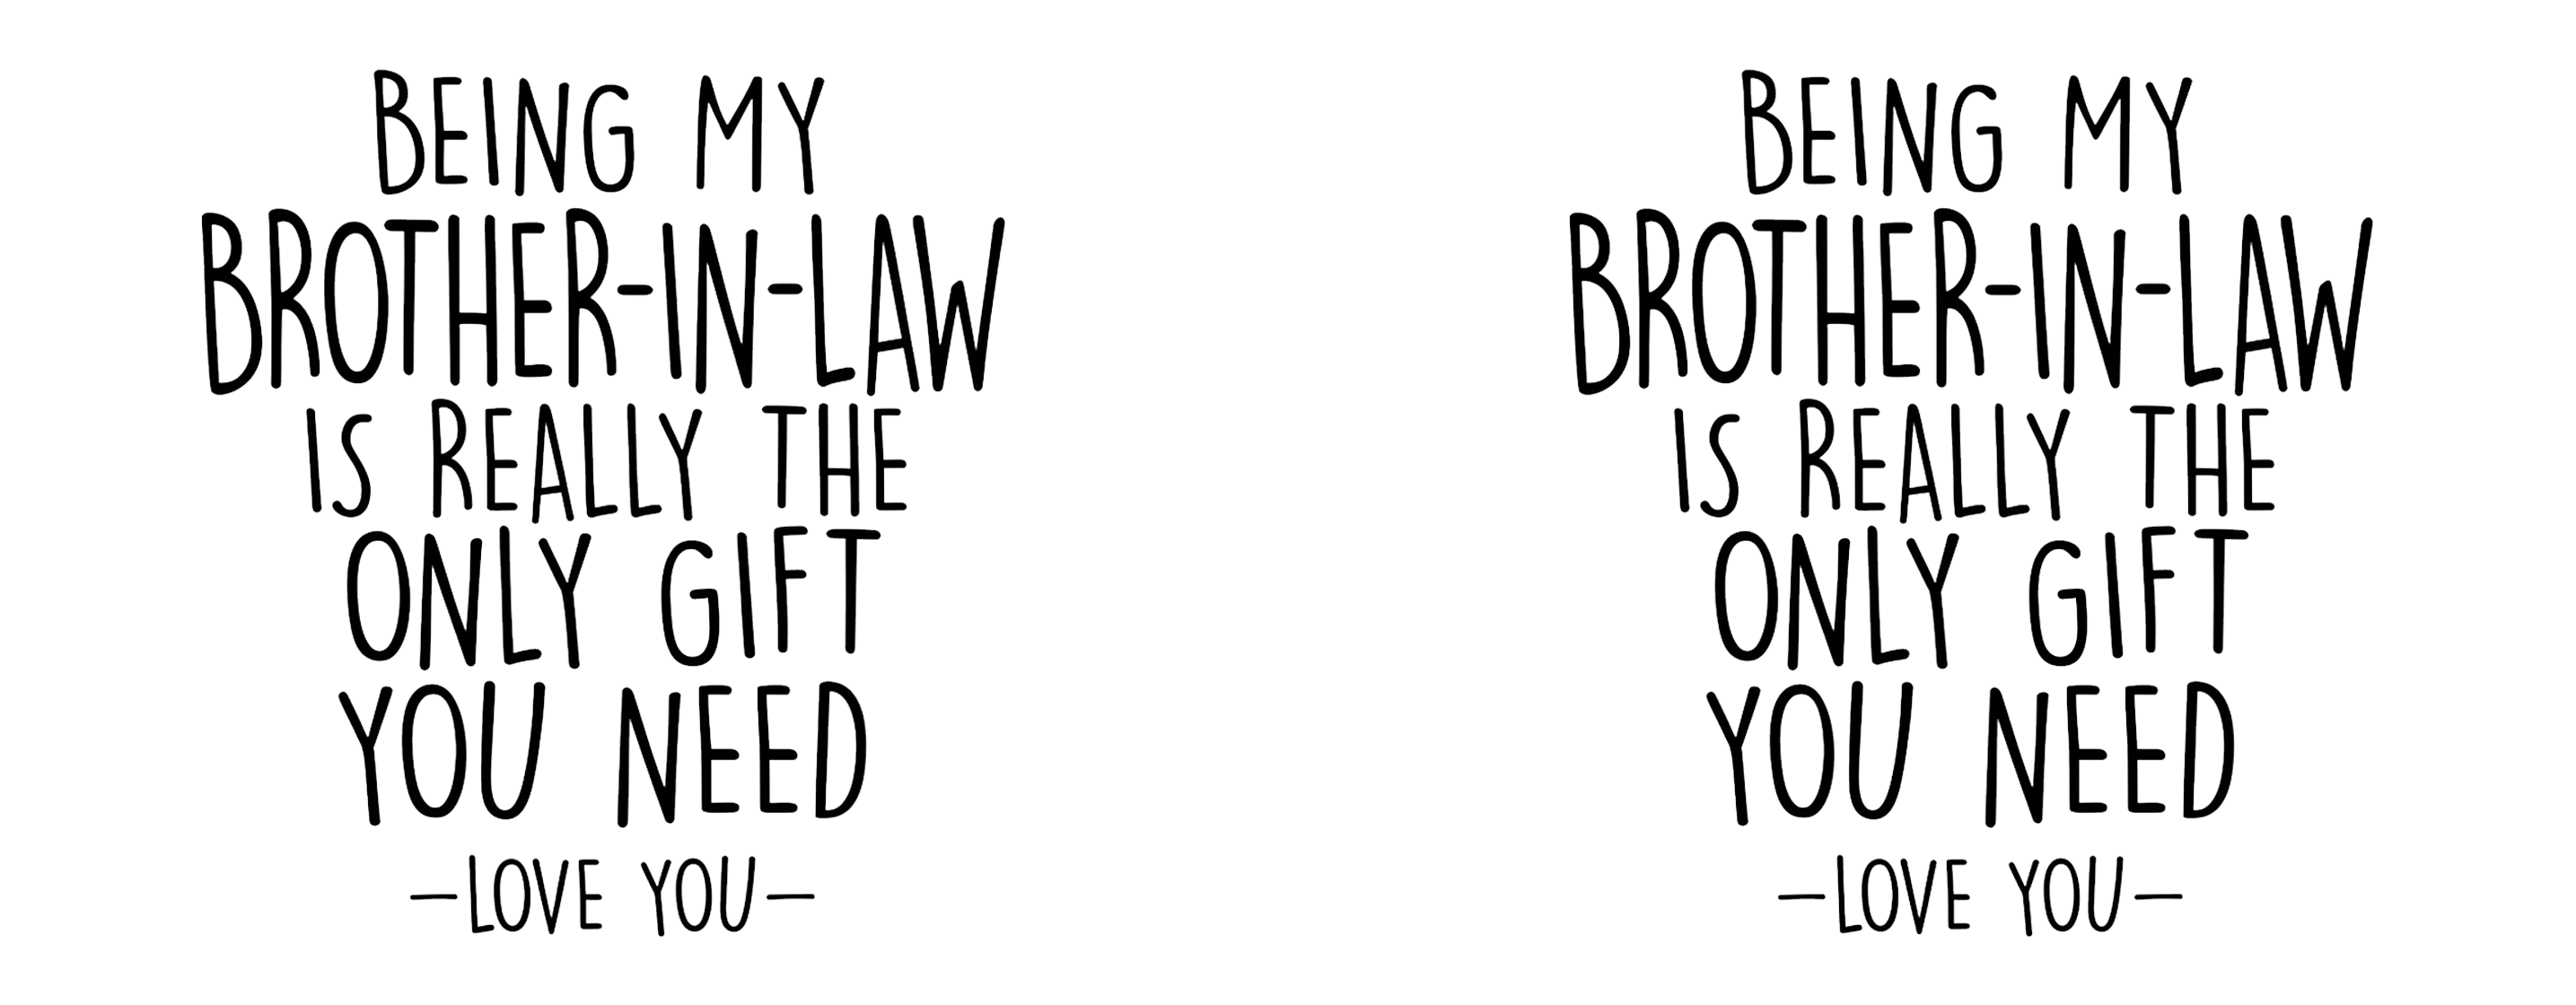 BEING MY
BROTHER-IN-LAW
IS REALLY THE
ONLY GIFT
YOU NEED
—LOVE YOU—
BEING MY
BROTHER-IN-LAW
IS REALLY THE
ONLY GIFT
YOU NEED
—LOVE YOU—